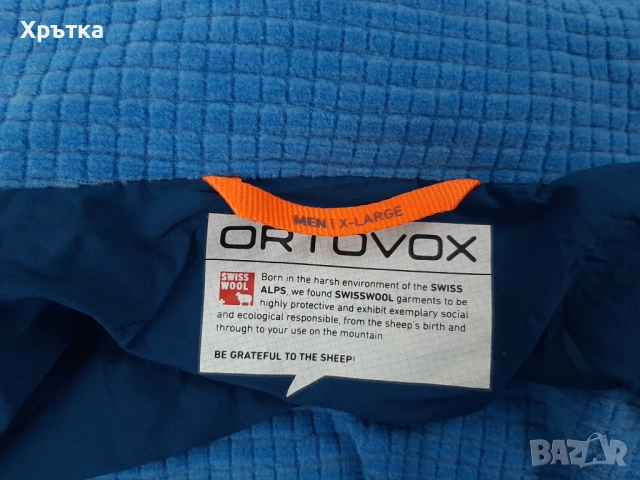 Хрътка
MEN | X-LARGE
ORTOVOX
SWISS
WOOL
Born in the harsh environment of the SWISS
ALPS, we found SWISSWOOL garments to be
highly protective and exhibit exemplary social
and ecological responsible, from the sheep's birth and
through to your use on the mountain
BE GRATEFUL TO THE SHEEP!
BAZAR